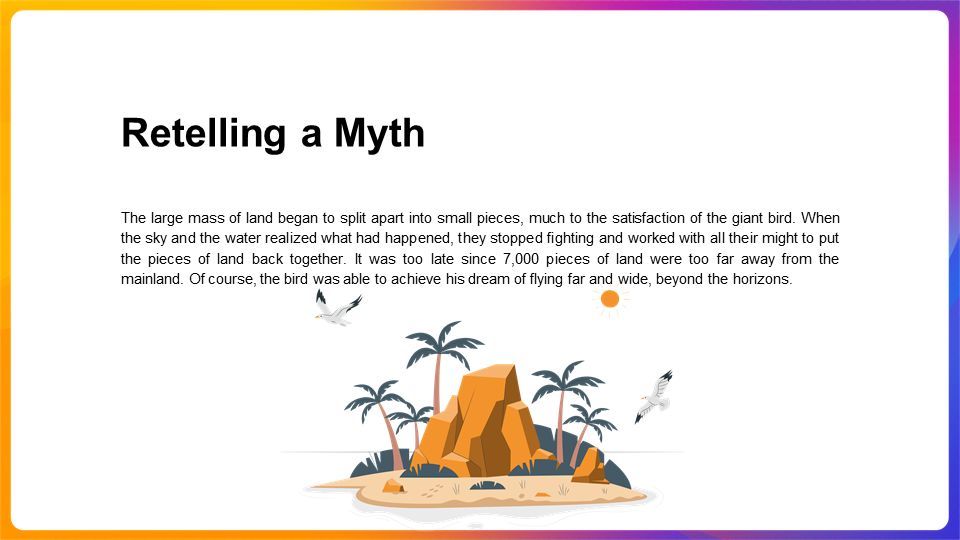 Retelling a Myth
The large mass of land began to split apart into small pieces, much to the satisfaction of the giant bird. When
the sky and the water realized what had happened, they stopped fighting and worked with all their might to put
the pieces of land back together. It was too late since 7,000 pieces of land were too far away from the
mainland. Of course, the bird was able to achieve his dream of flying far and wide, beyond the horizons.